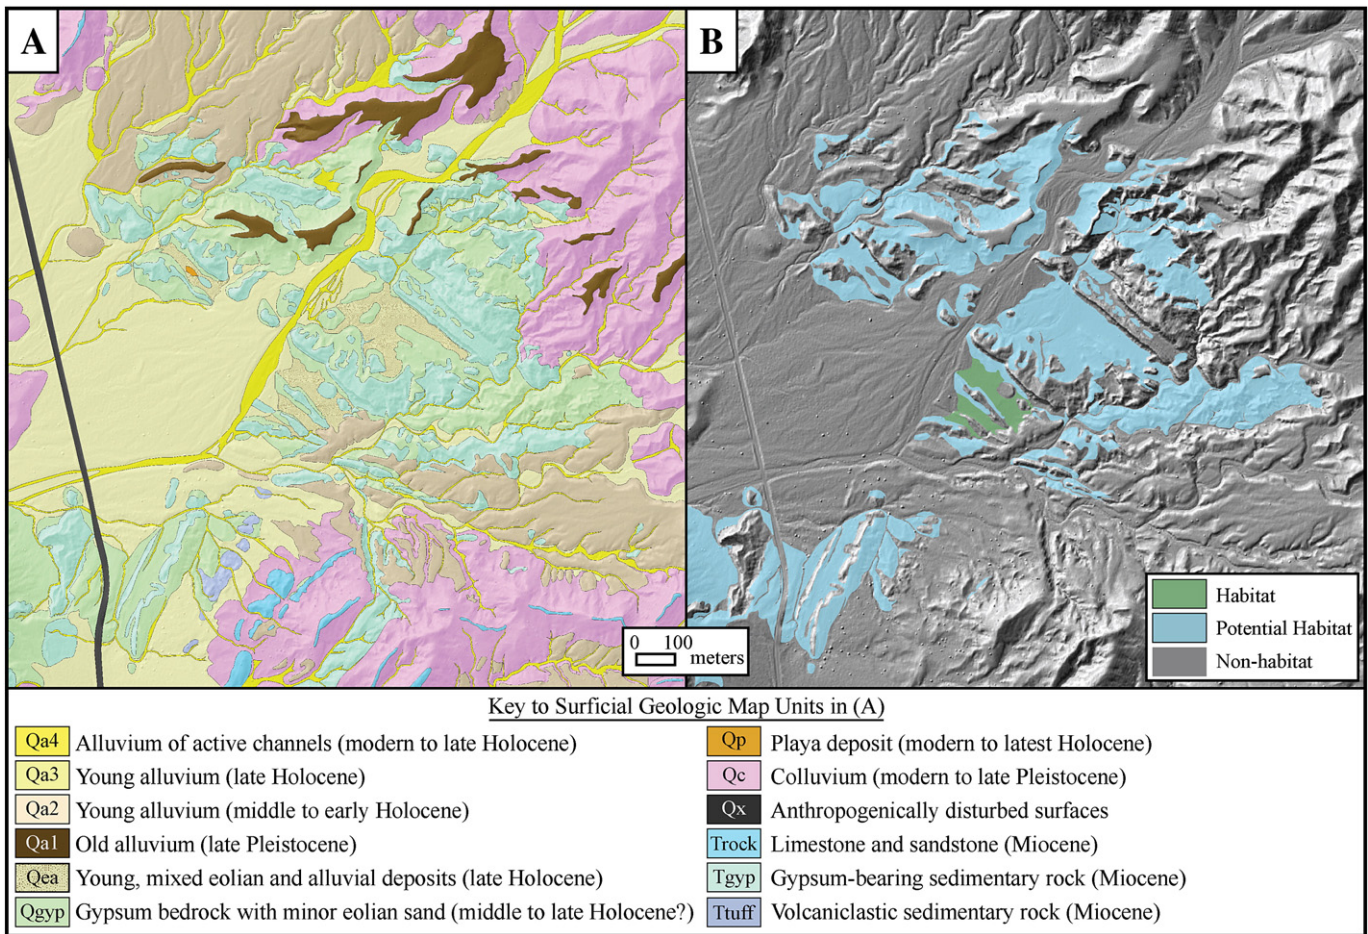 A
B
0 100
meters
Habitat
Potential Habitat
Non-habitat
Key to Surficial Geologic Map Units in (A)
Qa4 Alluvium of active channels (modern to late Holocene)
Qa3 Young alluvium (late Holocene)
Qa2 Young alluvium (middle to early Holocene)
Qa1 Old alluvium (late Pleistocene)
Qea Young, mixed eolian and alluvial deposits (late Holocene)
Qgyp Gypsum bedrock with minor eolian sand (middle to late Holocene?)
Qp Playa deposit (modern to latest Holocene)
Qc Colluvium (modern to late Pleistocene)
Qx Anthropogenically disturbed surfaces
Trock Limestone and sandstone (Miocene)
Tgyp Gypsum-bearing sedimentary rock (Miocene)
Ttuff Volcaniclastic sedimentary rock (Miocene)